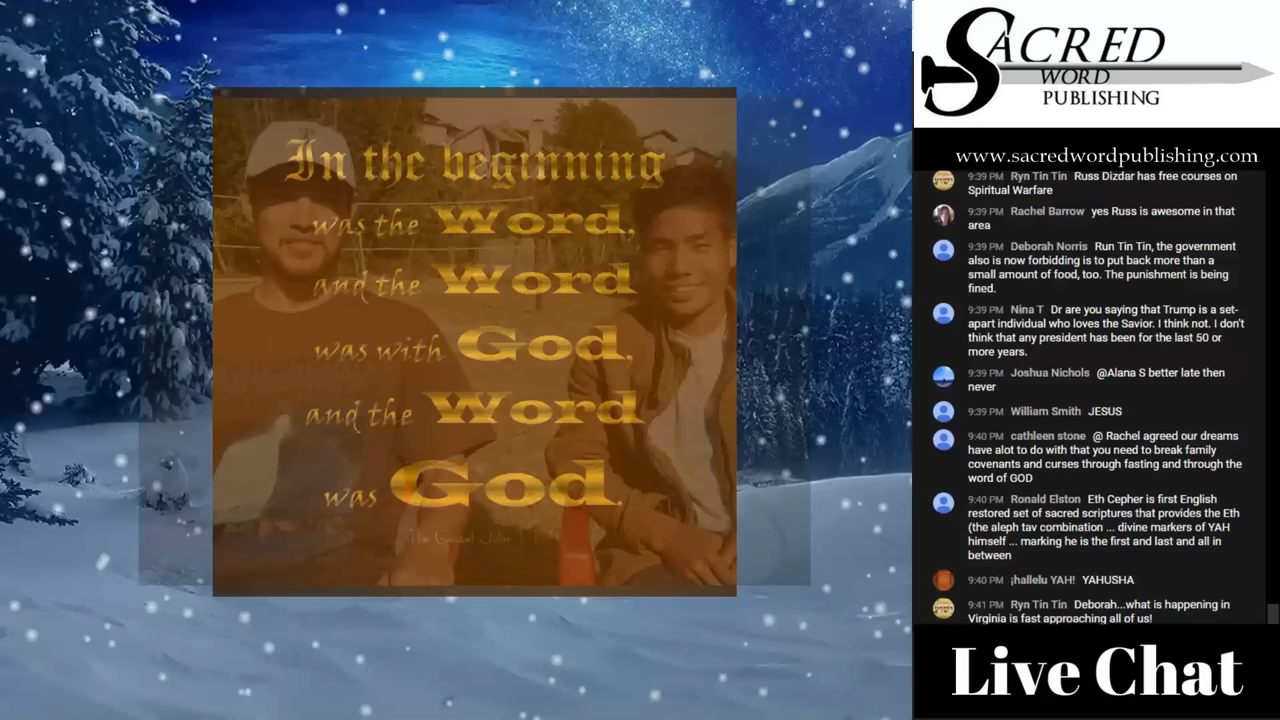 In the beginning
was the Word,
and the Word
was with God,
and the Word
was God.
The Gospel John
SACRED
WORD
PUBLISHING
www.sacredwordpublishing.com
9:39 PM Ryn Tin Tin Russ Dizdar has free courses on
Spiritual Warfare
9:39 PM Rachel Barrow yes Russ is awesome in that
area
9:39 PM Deborah Norris Run Tin Tin, the government
also is now forbidding is to put back more than a
small amount of food, too. The punishment is being
fined.
9:39 PM Nina T Dr are you saying that Trump is a set-
apart individual who loves the Savior. I think not. I don't
think that any president has been for the last 50 or
more years.
9:39 PM Joshua Nichols @Alana S better late then
never
9:39 PM William Smith JESUS
9:40 PM cathleen stone @ Rachel agreed our dreams
have alot to do with that you need to break family
covenants and curses through fasting and through the
word of GOD
9:40 PM Ronald Elston Eth Cepher is first English
restored set of sacred scriptures that provides the Eth
(the aleph tav combination ... divine markers of YAH
himself ... marking he is the first and last and all in
between
9:40 PM ¡hallelu YAH! YAHUSHA
9:41 PM Ryn Tin Tin Deborah...what is happening in
Virginia is fast approaching all of us!
Live Chat